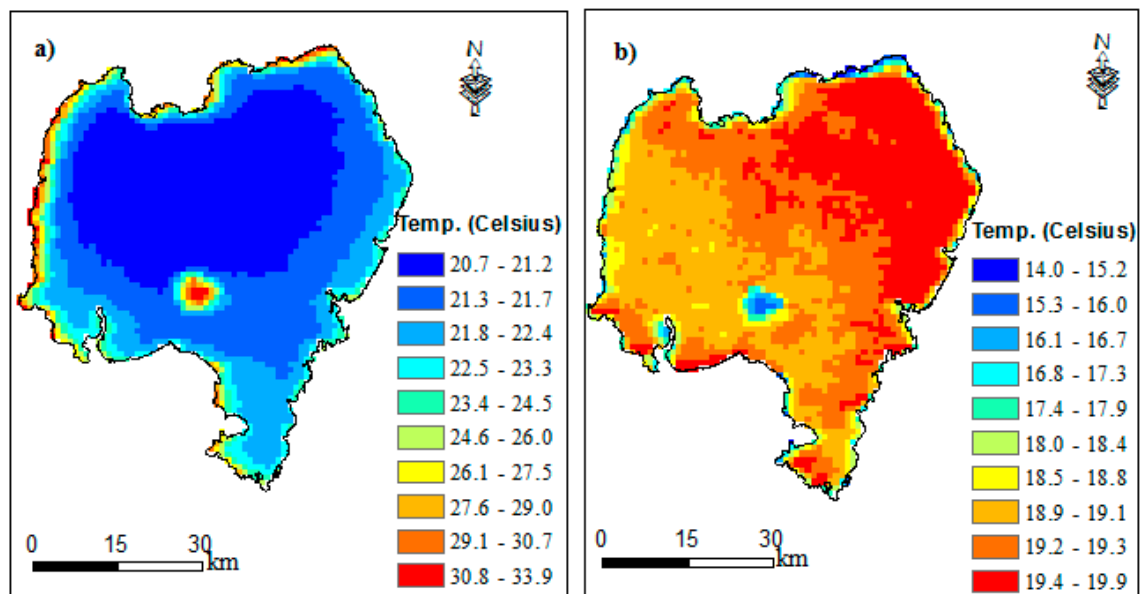 a)
N
Temp. (Celsius)
20.7 - 21.2
21.3 - 21.7
21.8 - 22.4
22.5 - 23.3
23.4 - 24.5
24.6 - 26.0
26.1 - 27.5
27.6 - 29.0
29.1 - 30.7
30.8 - 33.9
0 15 30
km
b)
N
Temp. (Celsius)
14.0 - 15.2
15.3 - 16.0
16.1 - 16.7
16.8 - 17.3
17.4 - 17.9
18.0 - 18.4
18.5 - 18.8
18.9 - 19.1
19.2 - 19.3
19.4 - 19.9
0 15 30
km